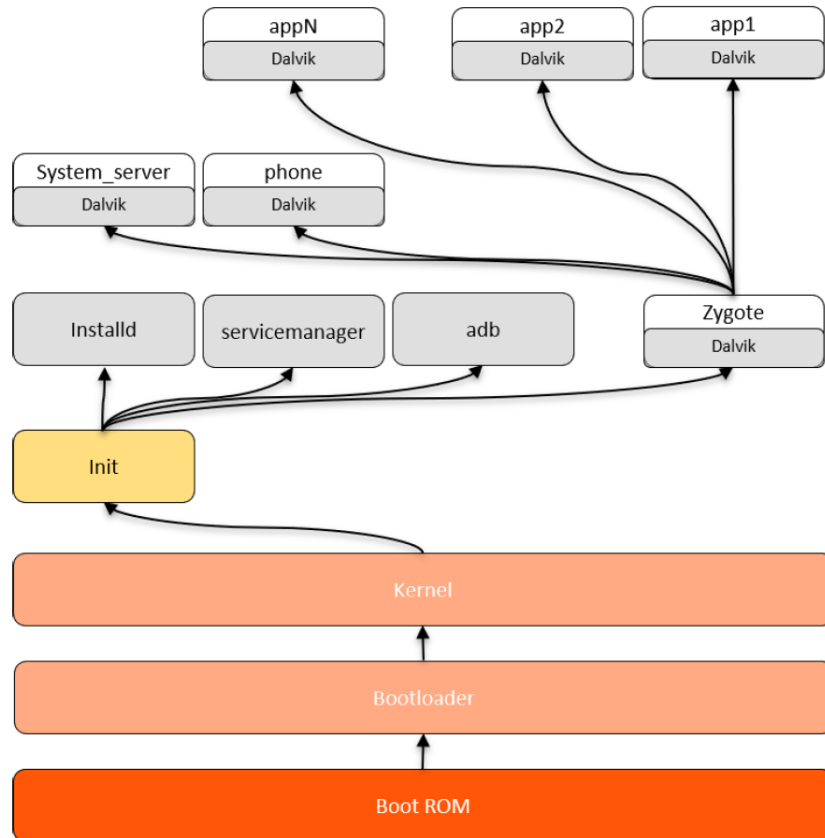 appN
Dalvik
app2
Dalvik
app1
Dalvik
System_server
Dalvik
phone
Dalvik
Installd
servicemanager
adb
Zygote
Dalvik
Init
Kernel
Bootloader
Boot ROM